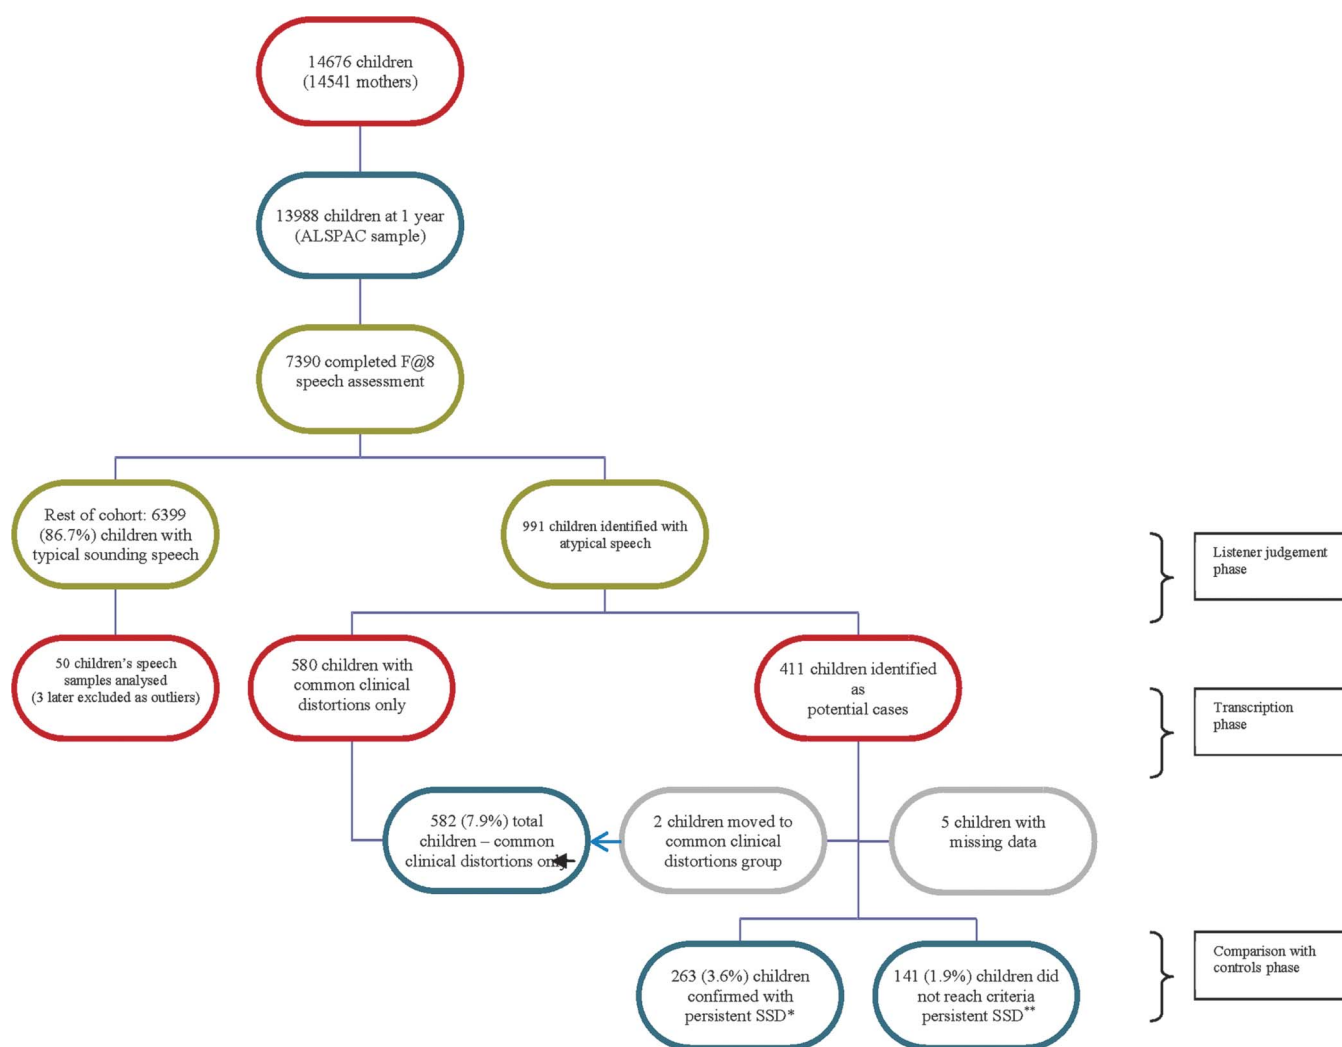 14676 children
(14541 mothers)
13988 children at 1 year
(ALSPAC sample)
7390 completed F@8
speech assessment
Rest of cohort: 6399
(86.7%) children with
typical sounding speech
991 children identified with
atypical speech
Listener judgement
phase
50 children's speech
samples analysed
(3 later excluded as outliers)
580 children with
common clinical
distortions only
411 children identified
as
potential cases
Transcription
phase
582 (7.9%) total
children – common
clinical distortions only
2 children moved to
common clinical
distortions group
5 children with
missing data
263 (3.6%) children
confirmed with
persistent SSD*
141 (1.9%) children did
not reach criteria
persistent SSD**
Comparison with
controls phase